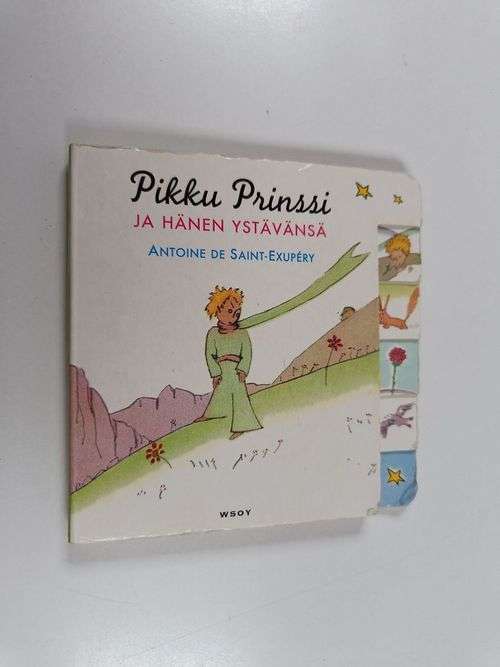 Pikku Prinssi
JA HÄNEN YSTÄVÄNSÄ
ANTOINE DE SAINT-EXUPÉRY
WSOY